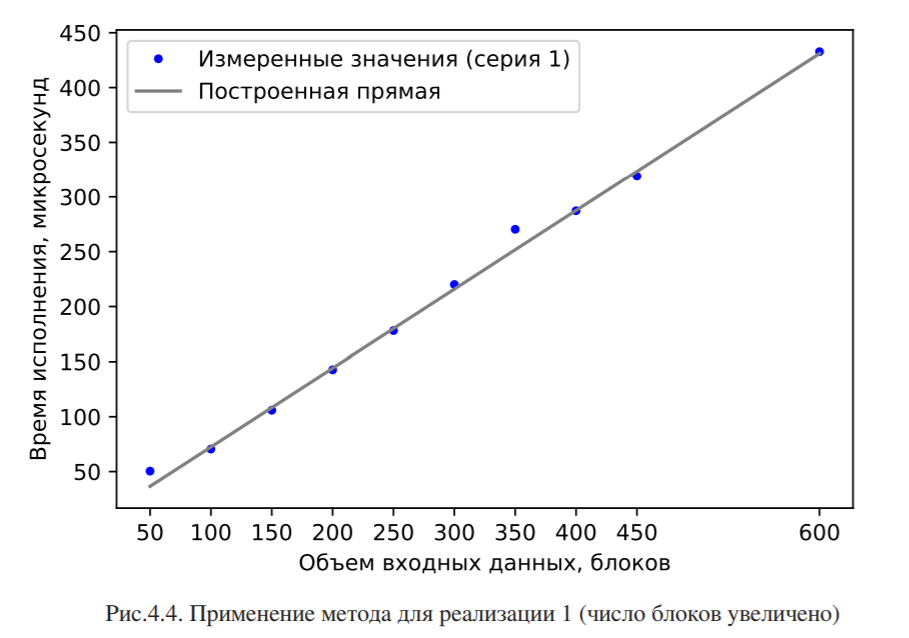 450
400
350
300
250
200
150
100
50
Время исполнения, микросекунд
Измеренные значения (серия 1)
Построенная прямая
50 100 150 200 250 300 350 400 450 600
Объем входных данных, блоков
Рис.4.4. Применение метода для реализации 1 (число блоков увеличено)